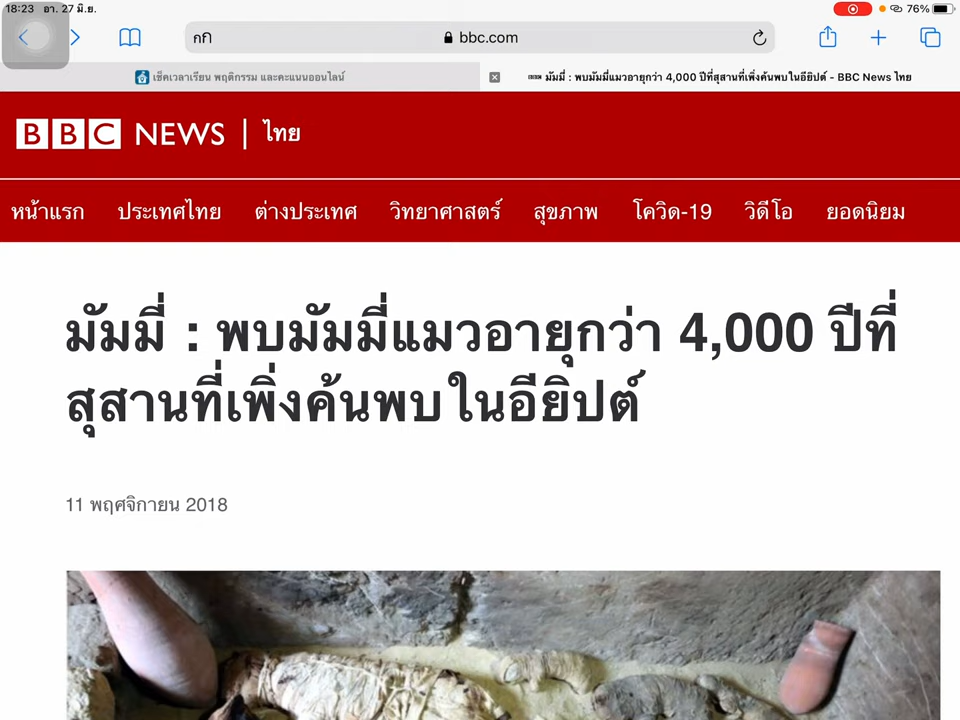 18:23 อา. 27 มิ.ย. 76%
กก bbc.com
เช็คเวลาเรียน พฤติกรรม และคะแนนออนไลน์
BBC มัมมี่ : พบมัมมี่แมวอายุกว่า 4,000 ปีที่สุสานที่เพิ่งค้นพบในอียิปต์ - BBC News ไทย
BBC NEWS | ไทย
หน้าแรก ประเทศไทย ต่างประเทศ วิทยาศาสตร์ สุขภาพ โควิด-19 วิดีโอ ยอดนิยม
มัมมี่ : พบมัมมี่แมวอายุกว่า 4,000 ปีที่
สุสานที่เพิ่งค้นพบในอียิปต์
11 พฤศจิกายน 2018